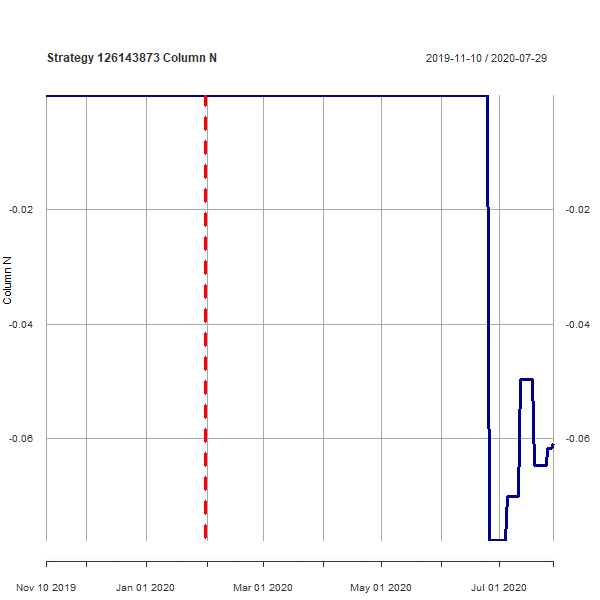 Strategy 126143873 Column N
2019-11-10 / 2020-07-29
-0.02
-0.02
-0.04
-0.04
-0.06
-0.06
Column N
Nov 10 2019
Jan 01 2020
Mar 01 2020
May 01 2020
Jul 01 2020